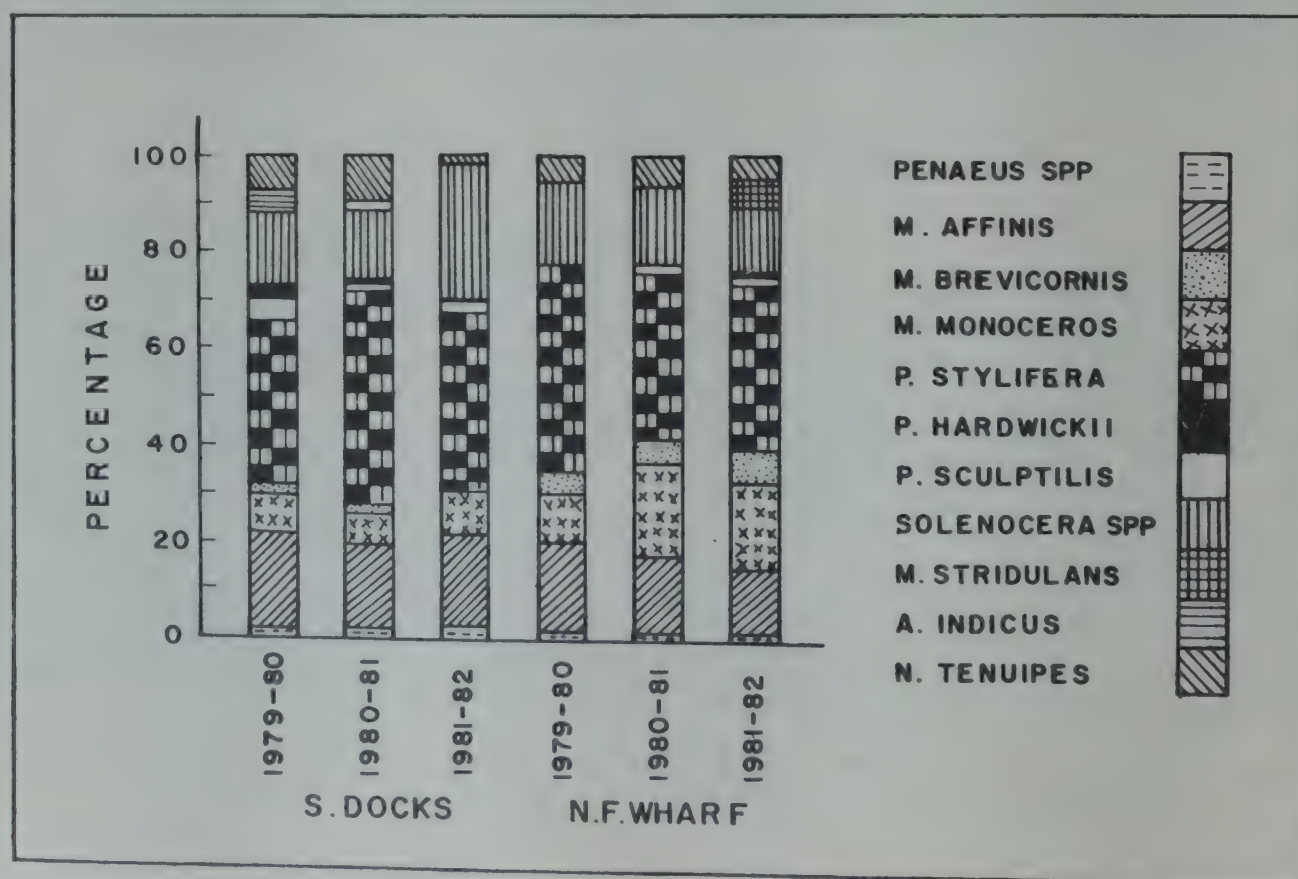 PERCENTAGE
100
80
60
40
20
0
1979-80
1980-81
1981-82
1979-80
1980-81
1981-82
S. DOCKS
N.F. WHARF
PENAEUS SPP
M. AFFINIS
M. BREVICORNIS
M. MONOCEROS
P. STYLIFERA
P. HARDWICKII
P. SCULPTILIS
SOLENOCERA SPP
M. STRIDULANS
A. INDICUS
N. TENUIPES